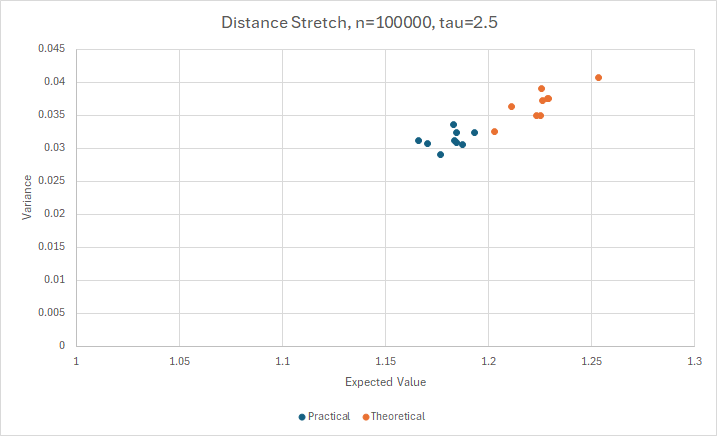 Distance Stretch, n=100000, tau=2.5
0.045
0.04
0.035
0.03
0.025
0.02
0.015
0.01
0.005
0
Variance
1 1.05 1.1 1.15 1.2 1.25 1.3
Expected Value
Practical Theoretical